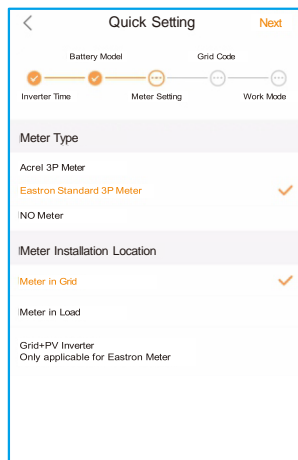 Quick Setting
Next
Battery Model
Grid Code
Inverter Time
Meter Setting
Work Mode
Meter Type
Acrel 3P Meter
Eastron Standard 3P Meter
NO Meter
Meter Installation Location
Meter in Grid
Meter in Load
Grid+PV Inverter
Only applicable for Eastron Meter